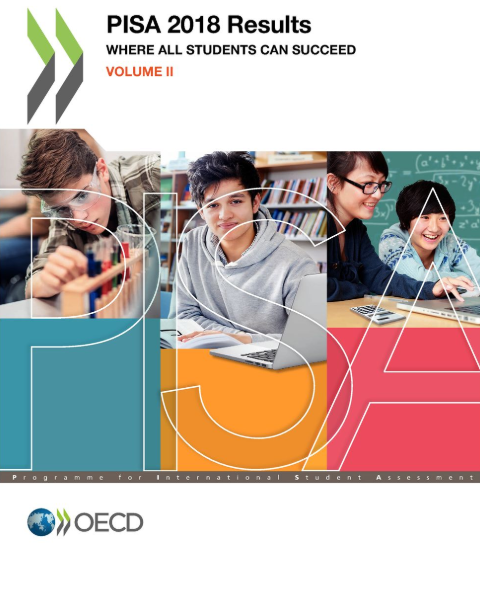 PISA 2018 Results
WHERE ALL STUDENTS CAN SUCCEED
VOLUME II
PISA
Programme for International Student Assessment
OECD